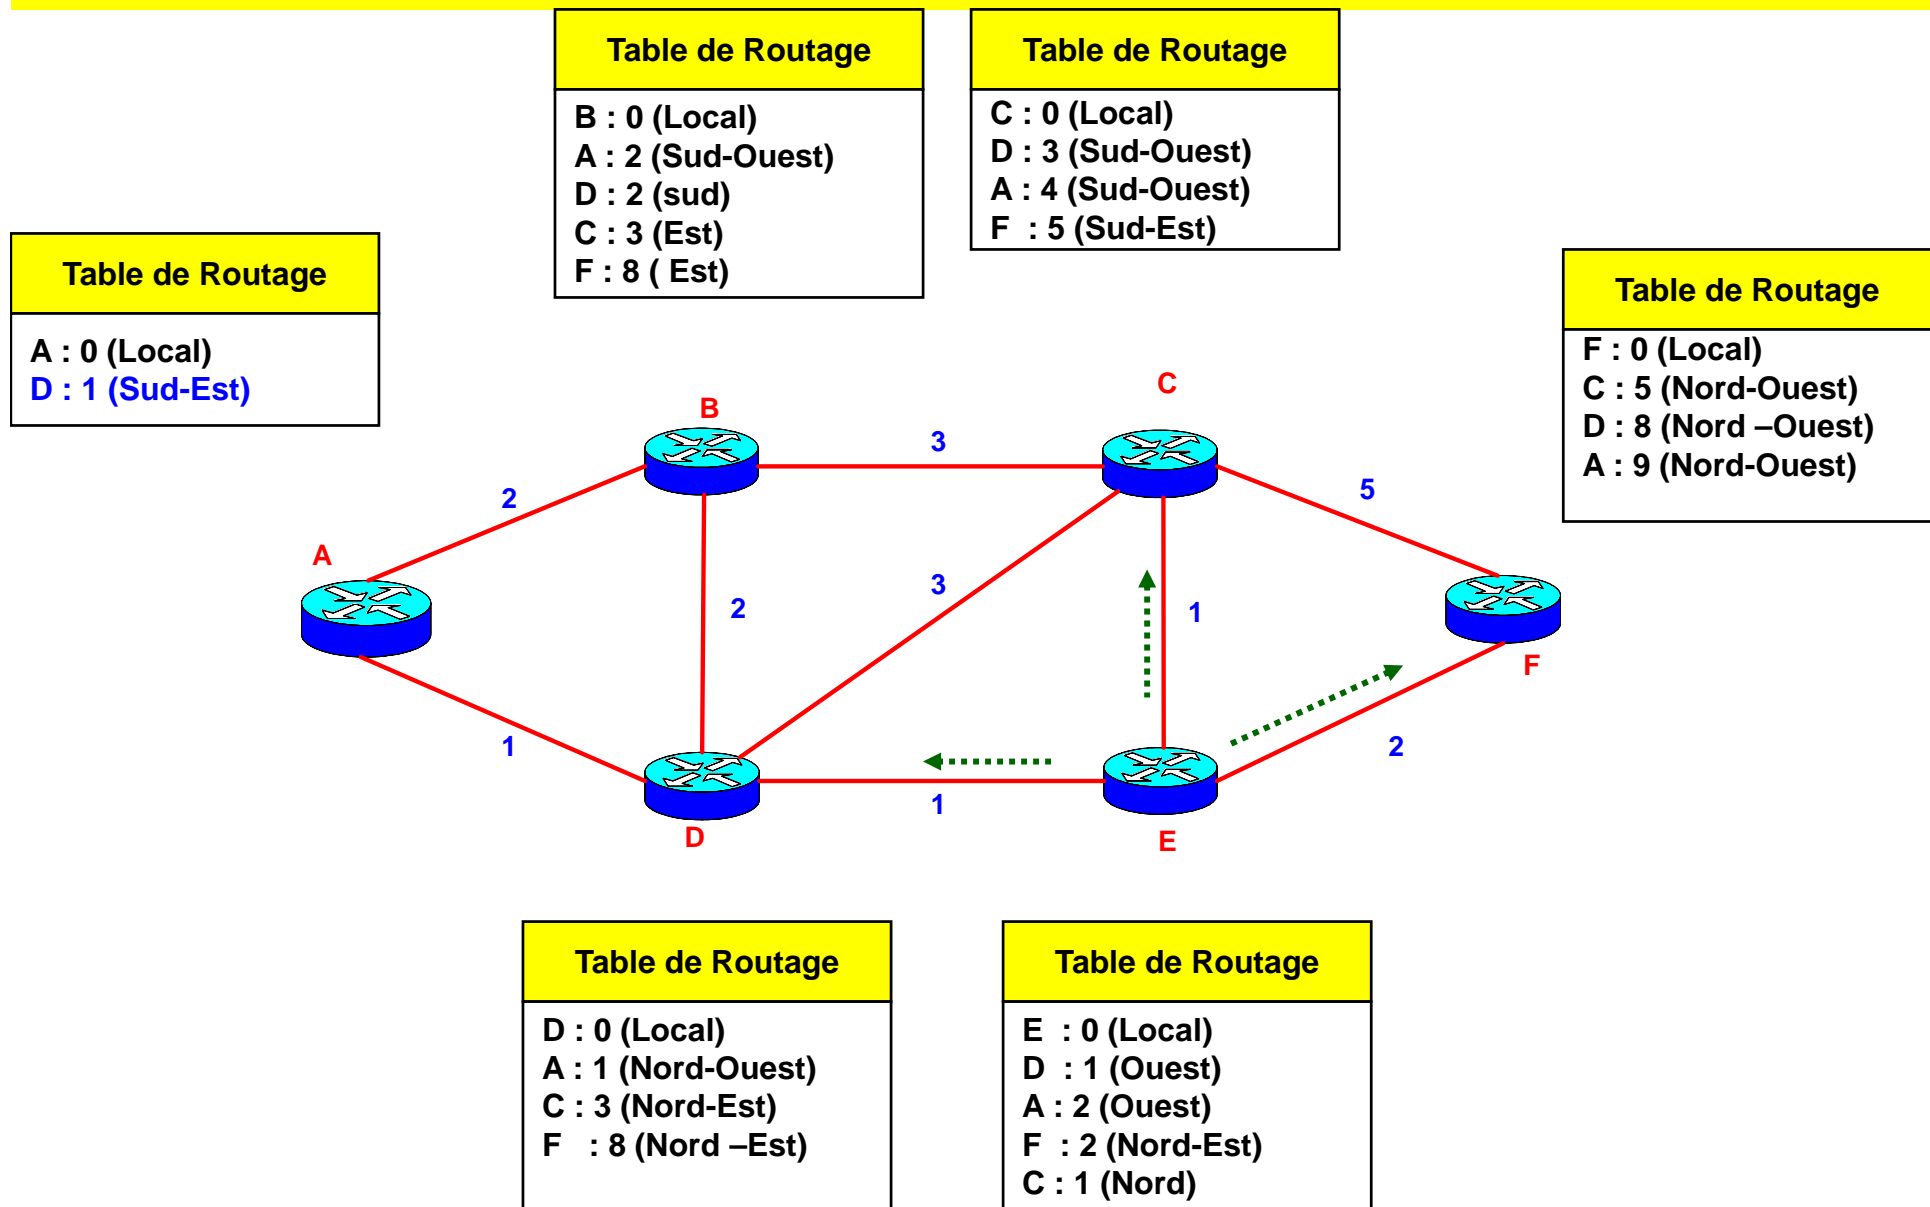 Table de Routage
B : 0 (Local)
A : 2 (Sud-Ouest)
D : 2 (sud)
C : 3 (Est)
F : 8 ( Est)
Table de Routage
C : 0 (Local)
D : 3 (Sud-Ouest)
A : 4 (Sud-Ouest)
F : 5 (Sud-Est)
Table de Routage
A : 0 (Local)
D : 1 (Sud-Est)
Table de Routage
F : 0 (Local)
C : 5 (Nord-Ouest)
D : 8 (Nord –Ouest)
A : 9 (Nord-Ouest)
C
B
3
5
2
A
3
2
1
F
1
2
1
D
E
Table de Routage
D : 0 (Local)
A : 1 (Nord-Ouest)
C : 3 (Nord-Est)
F : 8 (Nord –Est)
Table de Routage
E : 0 (Local)
D : 1 (Ouest)
A : 2 (Ouest)
F : 2 (Nord-Est)
C : 1 (Nord)